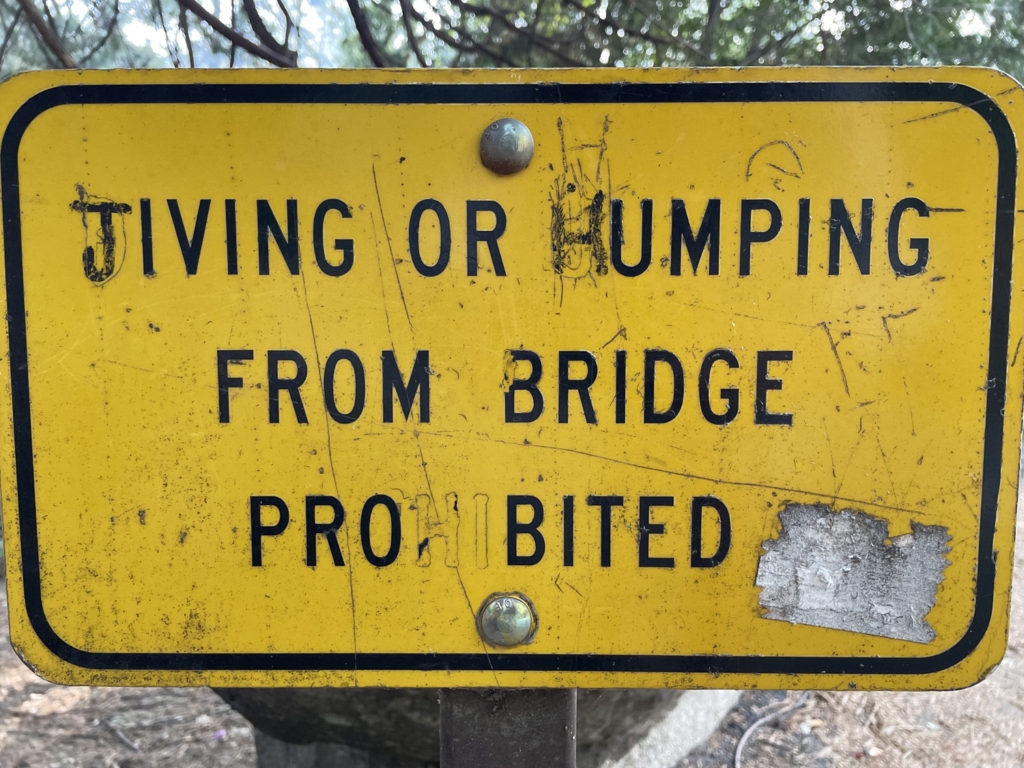 JIVING OR HUMPING
FROM BRIDGE
PROHIBITED